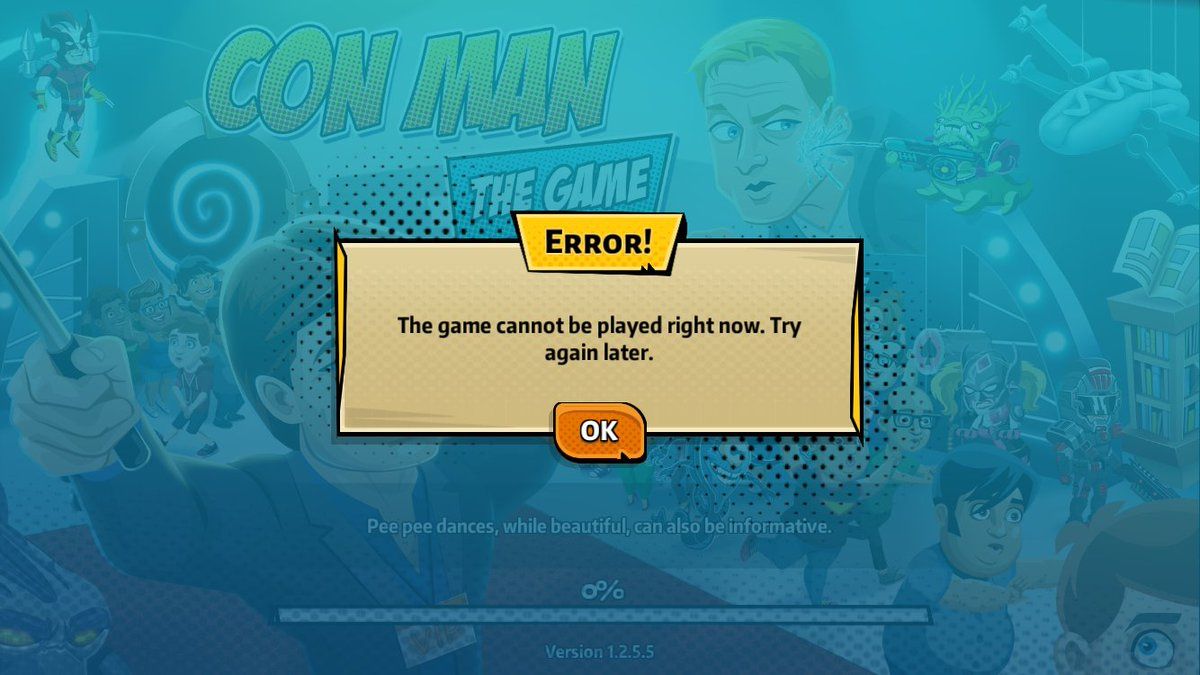 CON MAN
THE GAME
ERROR!
The game cannot be played right now. Try
again later.
OK
Pee pee dances, while beautiful, can also be informative.
0%
VIP
Version 1.2.5.5